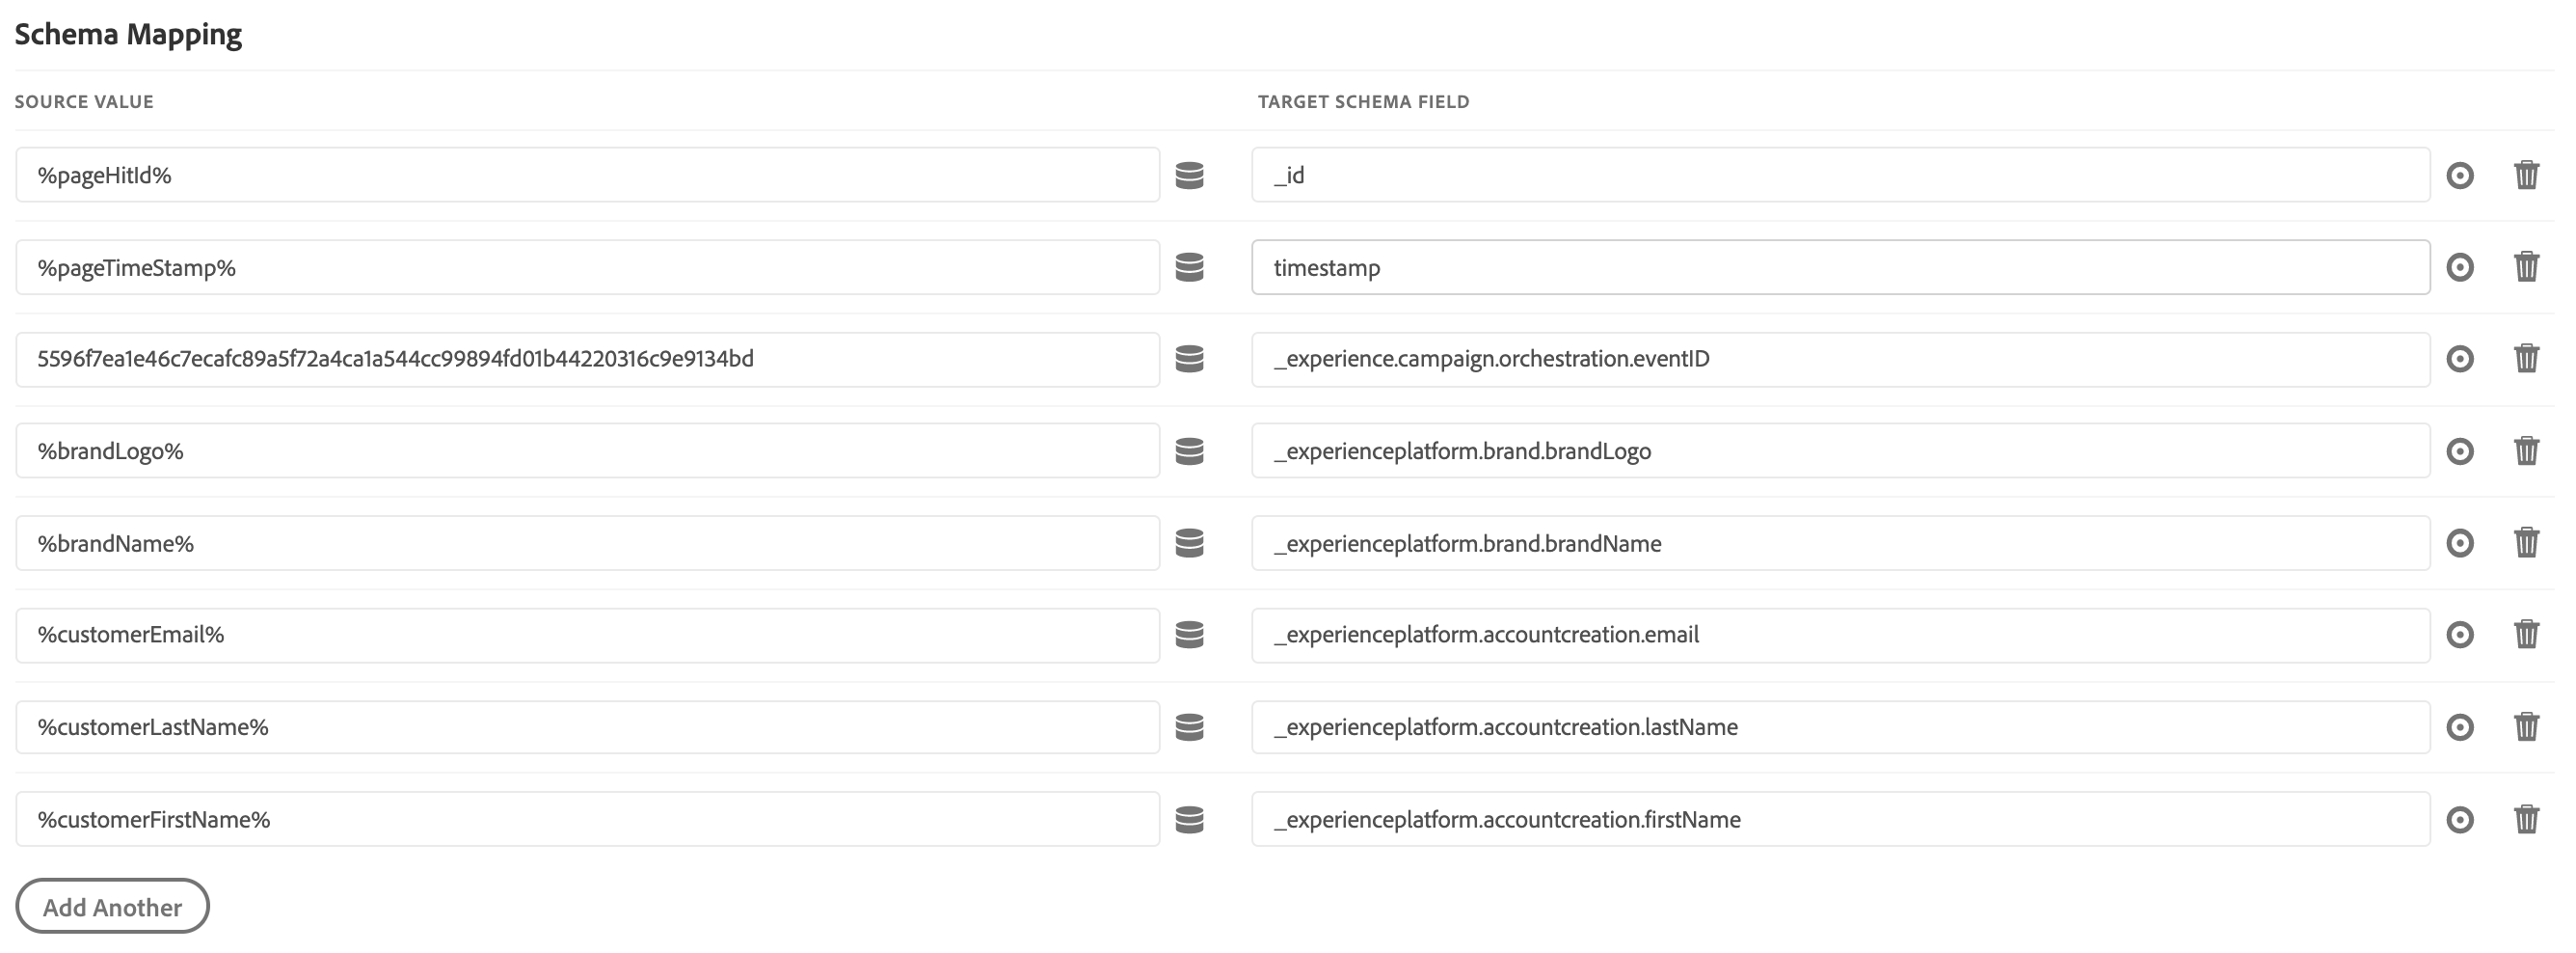 Schema Mapping
SOURCE VALUE TARGET SCHEMA FIELD
%pageHitId% _id
%pageTimeStamp% timestamp
5596f7ea1e46c7ecafc89a5f72a4ca1a544cc99894fd01b44220316c9e9134bd _experience.campaign.orchestration.eventID
%brandLogo% _experienceplatform.brand.brandLogo
%brandName% _experienceplatform.brand.brandName
%customerEmail% _experienceplatform.accountcreation.email
%customerLastName% _experienceplatform.accountcreation.lastName
%customerFirstName% _experienceplatform.accountcreation.firstName
Add Another